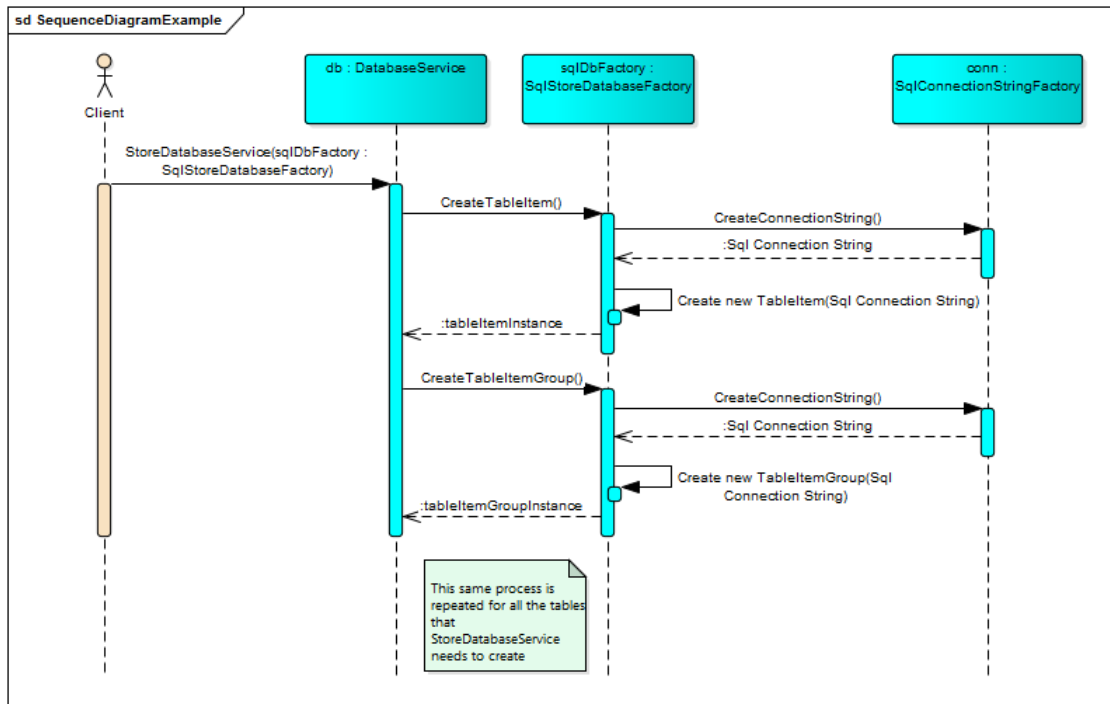 sd SequenceDiagramExample
Client
db : DatabaseService
sqlDbFactory :
SqlStoreDatabaseFactory
conn :
SqlConnectionStringFactory
StoreDatabaseService(sqlDbFactory :
SqlStoreDatabaseFactory)
CreateTableItem()
CreateConnectionString()
:Sql Connection String
Create new TableItem(Sql Connection String)
:tableItemInstance
CreateTableItemGroup()
CreateConnectionString()
:Sql Connection String
Create new TableItemGroup(Sql
Connection String)
:tableItemGroupInstance
This same process is
repeated for all the tables
that
StoreDatabaseService
needs to create